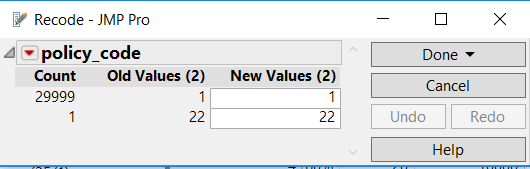 Recode - JMP Pro
policy_code
Count Old Values (2) New Values (2)
29999 1 1
1 22 22
Done
Cancel
Undo Redo
Help